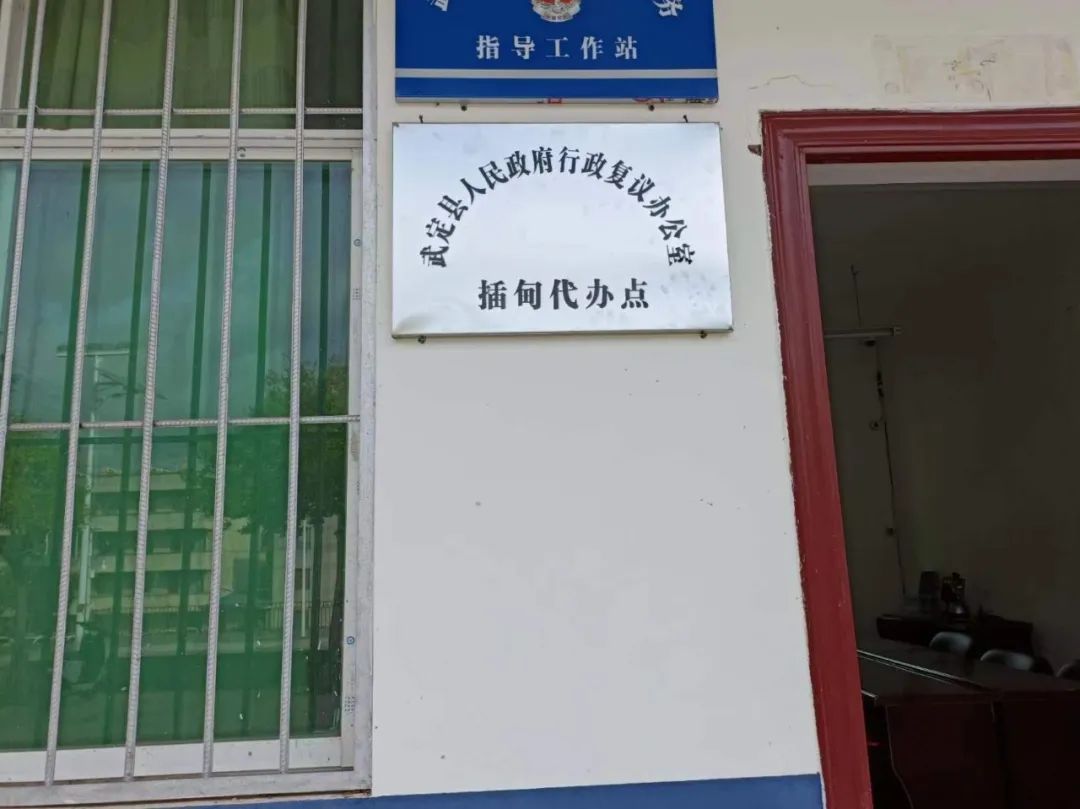 务
指导工作站
武定县人民政府行政复议办公室
插甸代办点